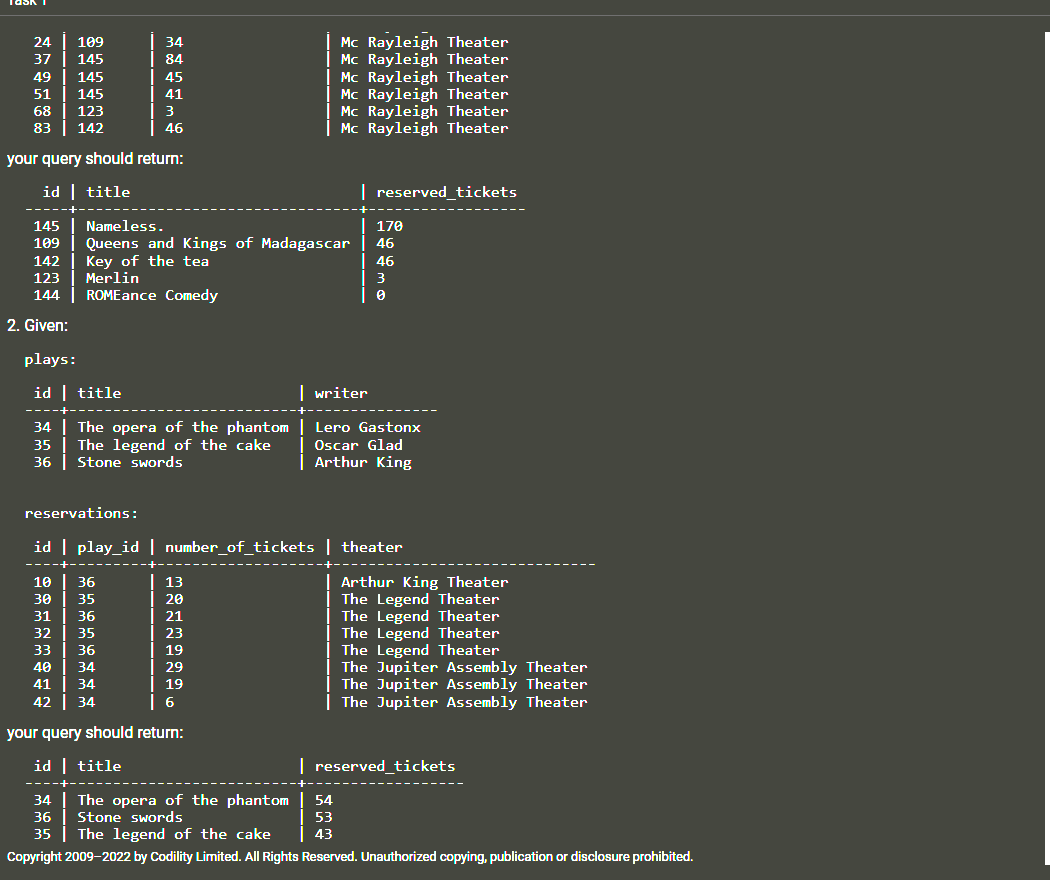 Task 1
24 | 109 | 34 | Mc Rayleigh Theater
37 | 145 | 84 | Mc Rayleigh Theater
49 | 145 | 45 | Mc Rayleigh Theater
51 | 145 | 41 | Mc Rayleigh Theater
68 | 123 | 3 | Mc Rayleigh Theater
83 | 142 | 46 | Mc Rayleigh Theater
your query should return:
id | title | reserved_tickets
-----+--------------------------------+------------------
145 | Nameless. | 170
109 | Queens and Kings of Madagascar | 46
142 | Key of the tea | 46
123 | Merlin | 3
144 | ROMEance Comedy | 0
2. Given:
plays:
id | title | writer
----+--------------------------+---------------
34 | The opera of the phantom | Lero Gastonx
35 | The legend of the cake | Oscar Glad
36 | Stone swords | Arthur King
reservations:
id | play_id | number_of_tickets | theater
----+---------+-------------------+------------------------------
10 | 36 | 13 | Arthur King Theater
30 | 35 | 20 | The Legend Theater
31 | 36 | 21 | The Legend Theater
32 | 35 | 23 | The Legend Theater
33 | 36 | 19 | The Legend Theater
40 | 34 | 29 | The Jupiter Assembly Theater
41 | 34 | 19 | The Jupiter Assembly Theater
42 | 34 | 6 | The Jupiter Assembly Theater
your query should return:
id | title | reserved_tickets
----+--------------------------+------------------
34 | The opera of the phantom | 54
36 | Stone swords | 53
35 | The legend of the cake | 43
Copyright 2009–2022 by Codility Limited. All Rights Reserved. Unauthorized copying, publication or disclosure prohibited.